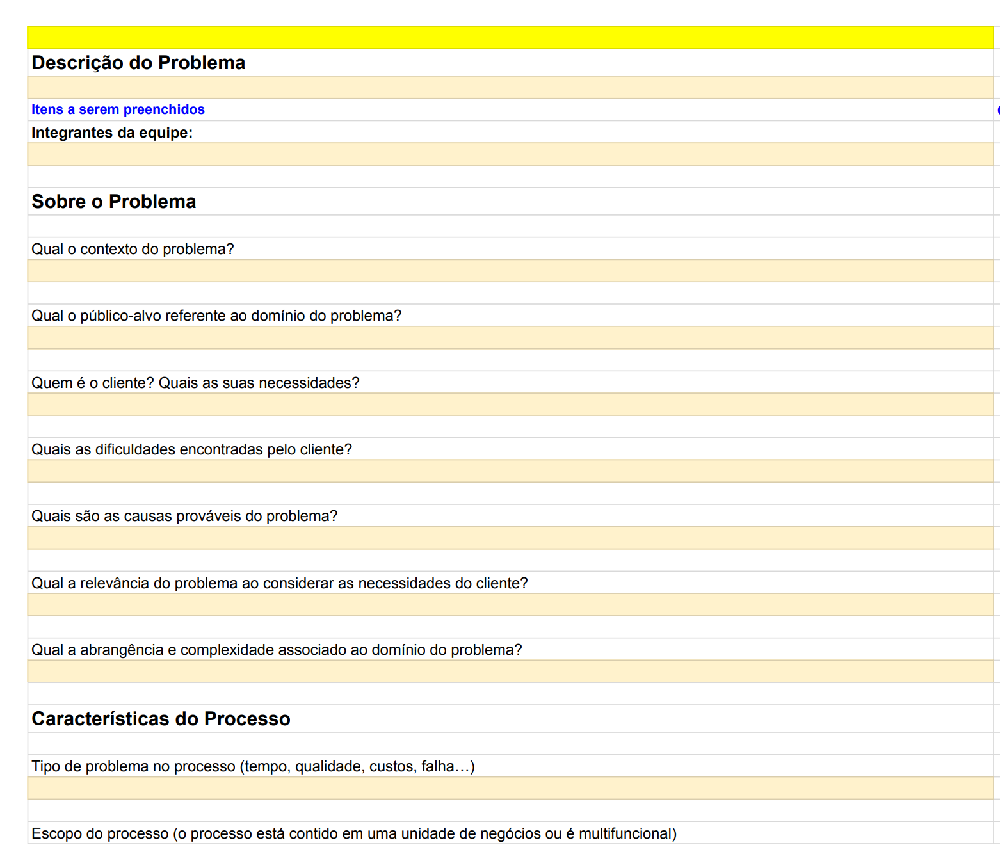 Descrição do Problema
Itens a serem preenchidos
Integrantes da equipe:
Sobre o Problema
Qual o contexto do problema?
Qual o público-alvo referente ao domínio do problema?
Quem é o cliente? Quais as suas necessidades?
Quais as dificuldades encontradas pelo cliente?
Quais são as causas prováveis do problema?
Qual a relevância do problema ao considerar as necessidades do cliente?
Qual a abrangência e complexidade associado ao domínio do problema?
Características do Processo
Tipo de problema no processo (tempo, qualidade, custos, falha…)
Escopo do processo (o processo está contido em uma unidade de negócios ou é multifuncional)